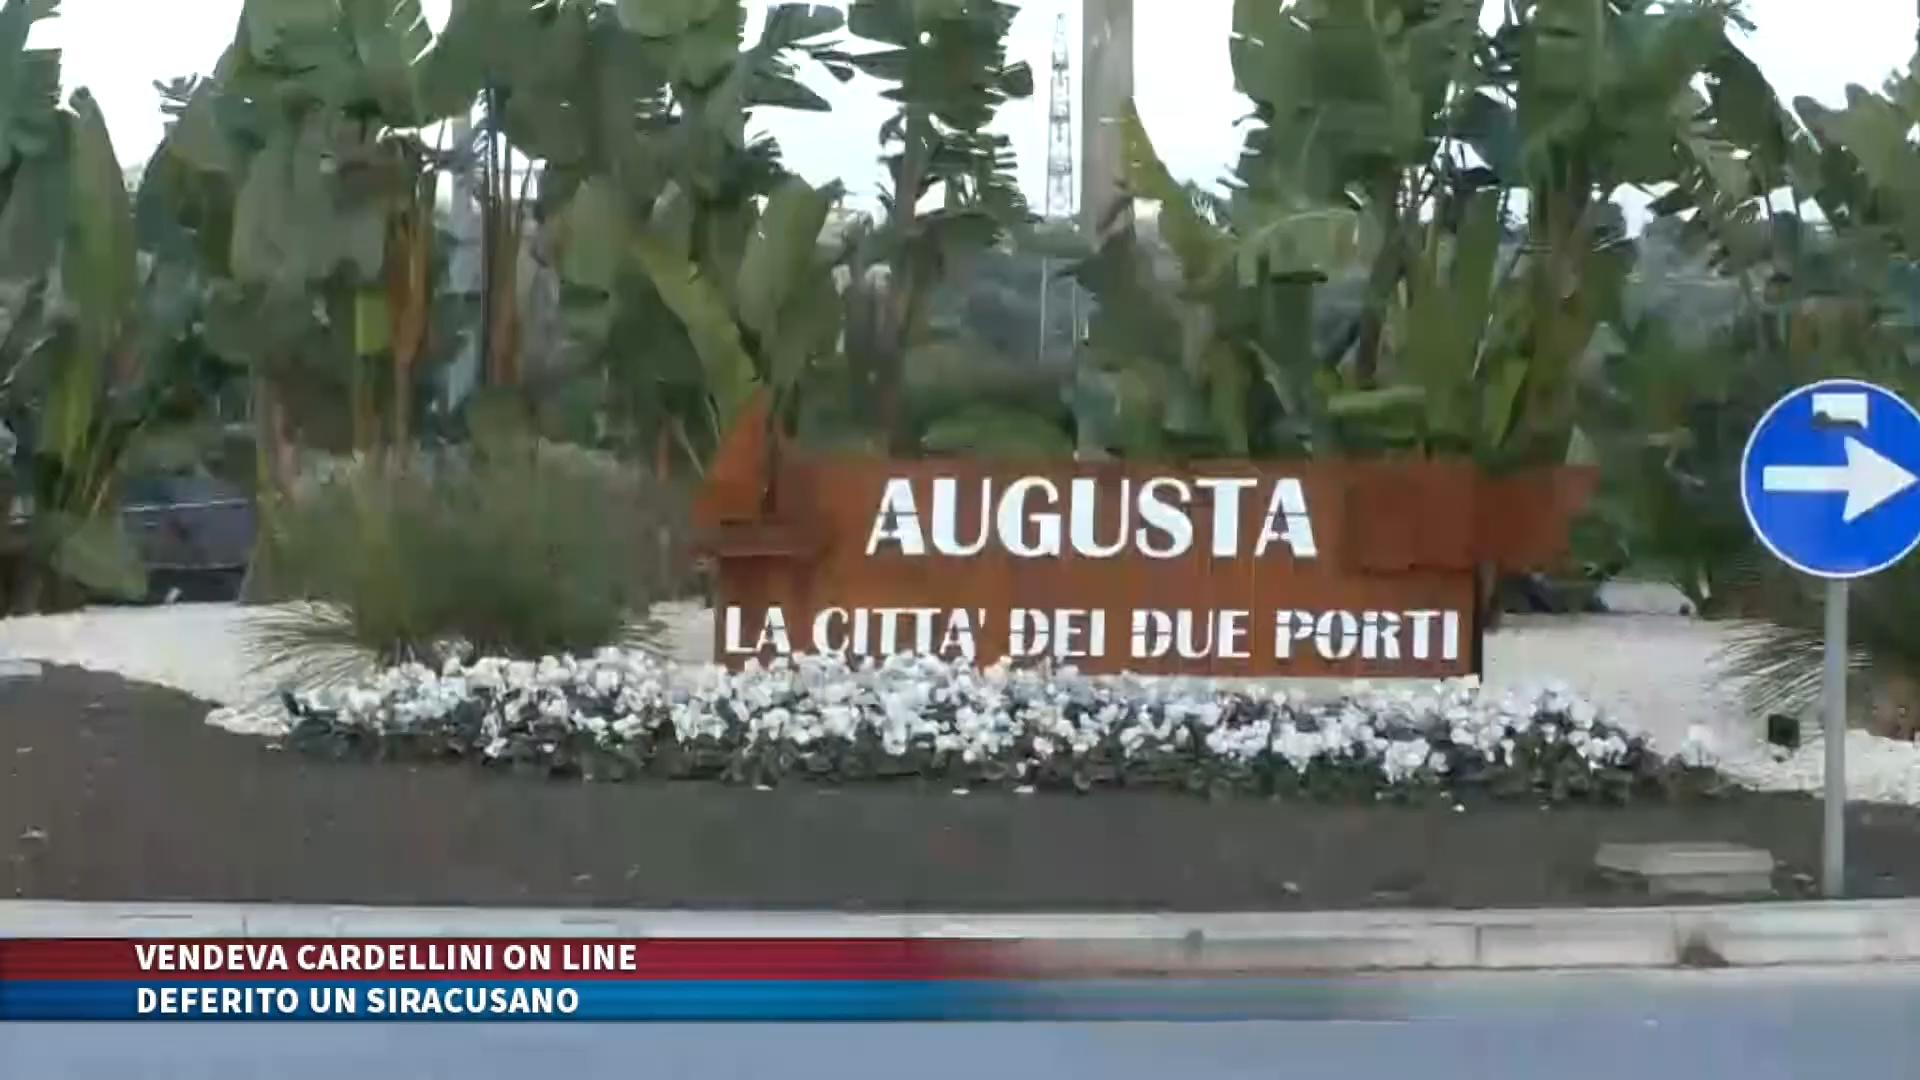 AUGUSTA
LA CITTA' DEI DUE PORTI
VENDEVA CARDELLINI ON LINE
DEFERITO UN SIRACUSANO